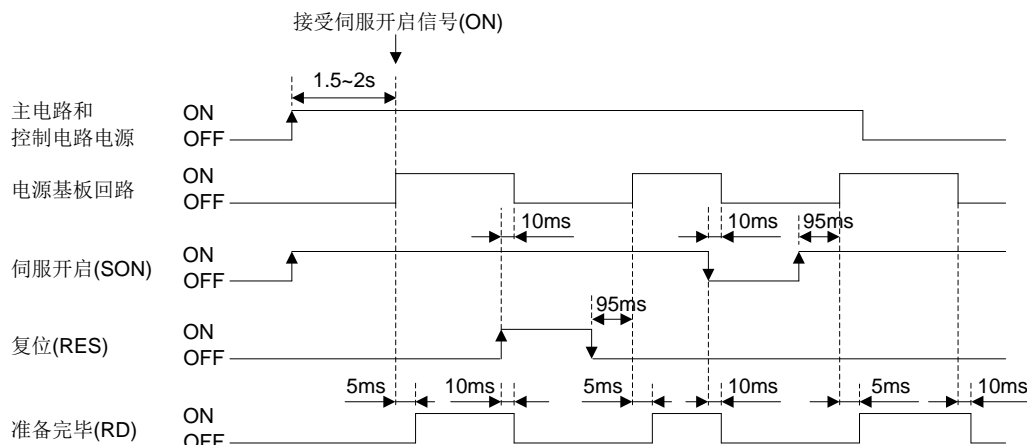 接受伺服开启信号(ON)
1.5~2s
主电路和
控制电路电源
ON
OFF
电源基板回路
ON
OFF
10ms
10ms
95ms
伺服开启(SON)
ON
OFF
95ms
复位(RES)
ON
OFF
5ms
10ms
5ms
10ms
5ms
10ms
准备完毕(RD)
ON
OFF